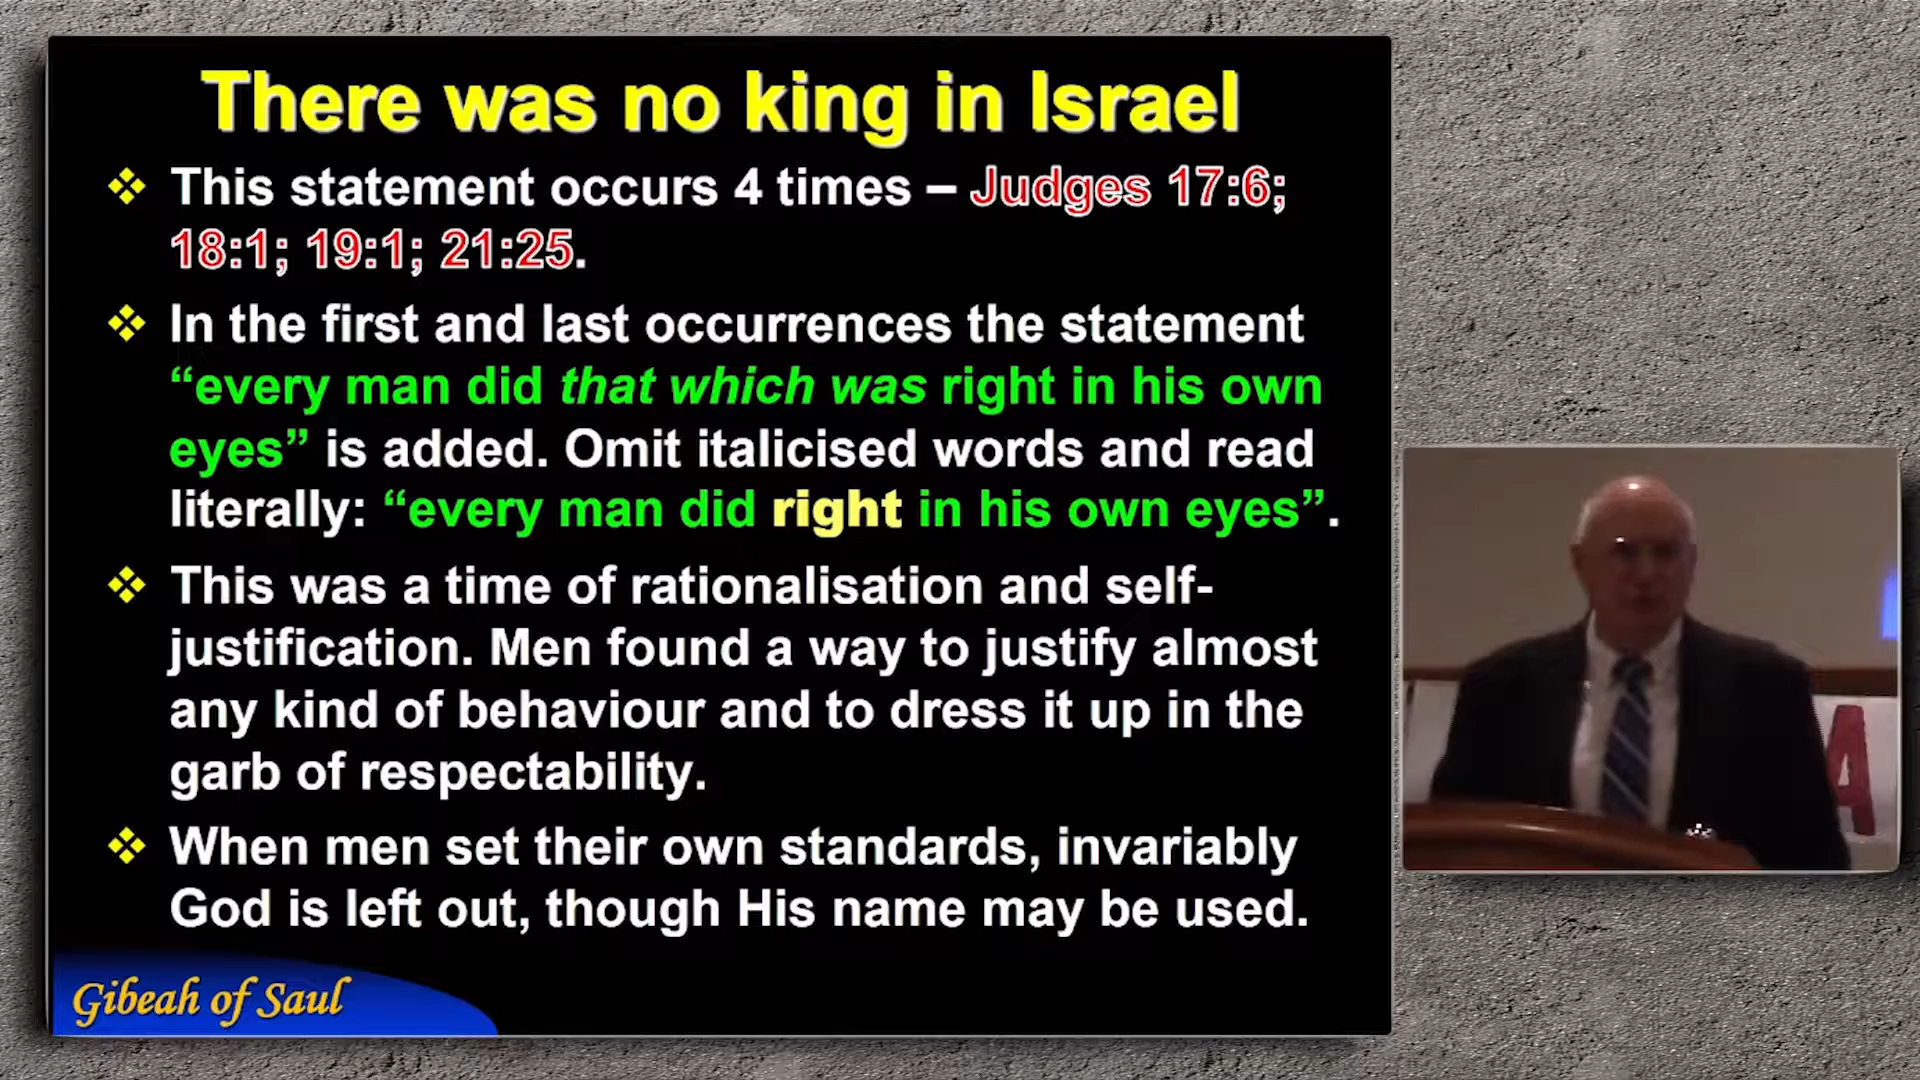 There was no king in Israel
❖ This statement occurs 4 times – Judges 17:6;
18:1; 19:1; 21:25.
❖ In the first and last occurrences the statement
“every man did that which was right in his own
eyes” is added. Omit italicised words and read
literally: “every man did right in his own eyes”.
❖ This was a time of rationalisation and self-
justification. Men found a way to justify almost
any kind of behaviour and to dress it up in the
garb of respectability.
❖ When men set their own standards, invariably
God is left out, though His name may be used.
Gibeah of Saul
A